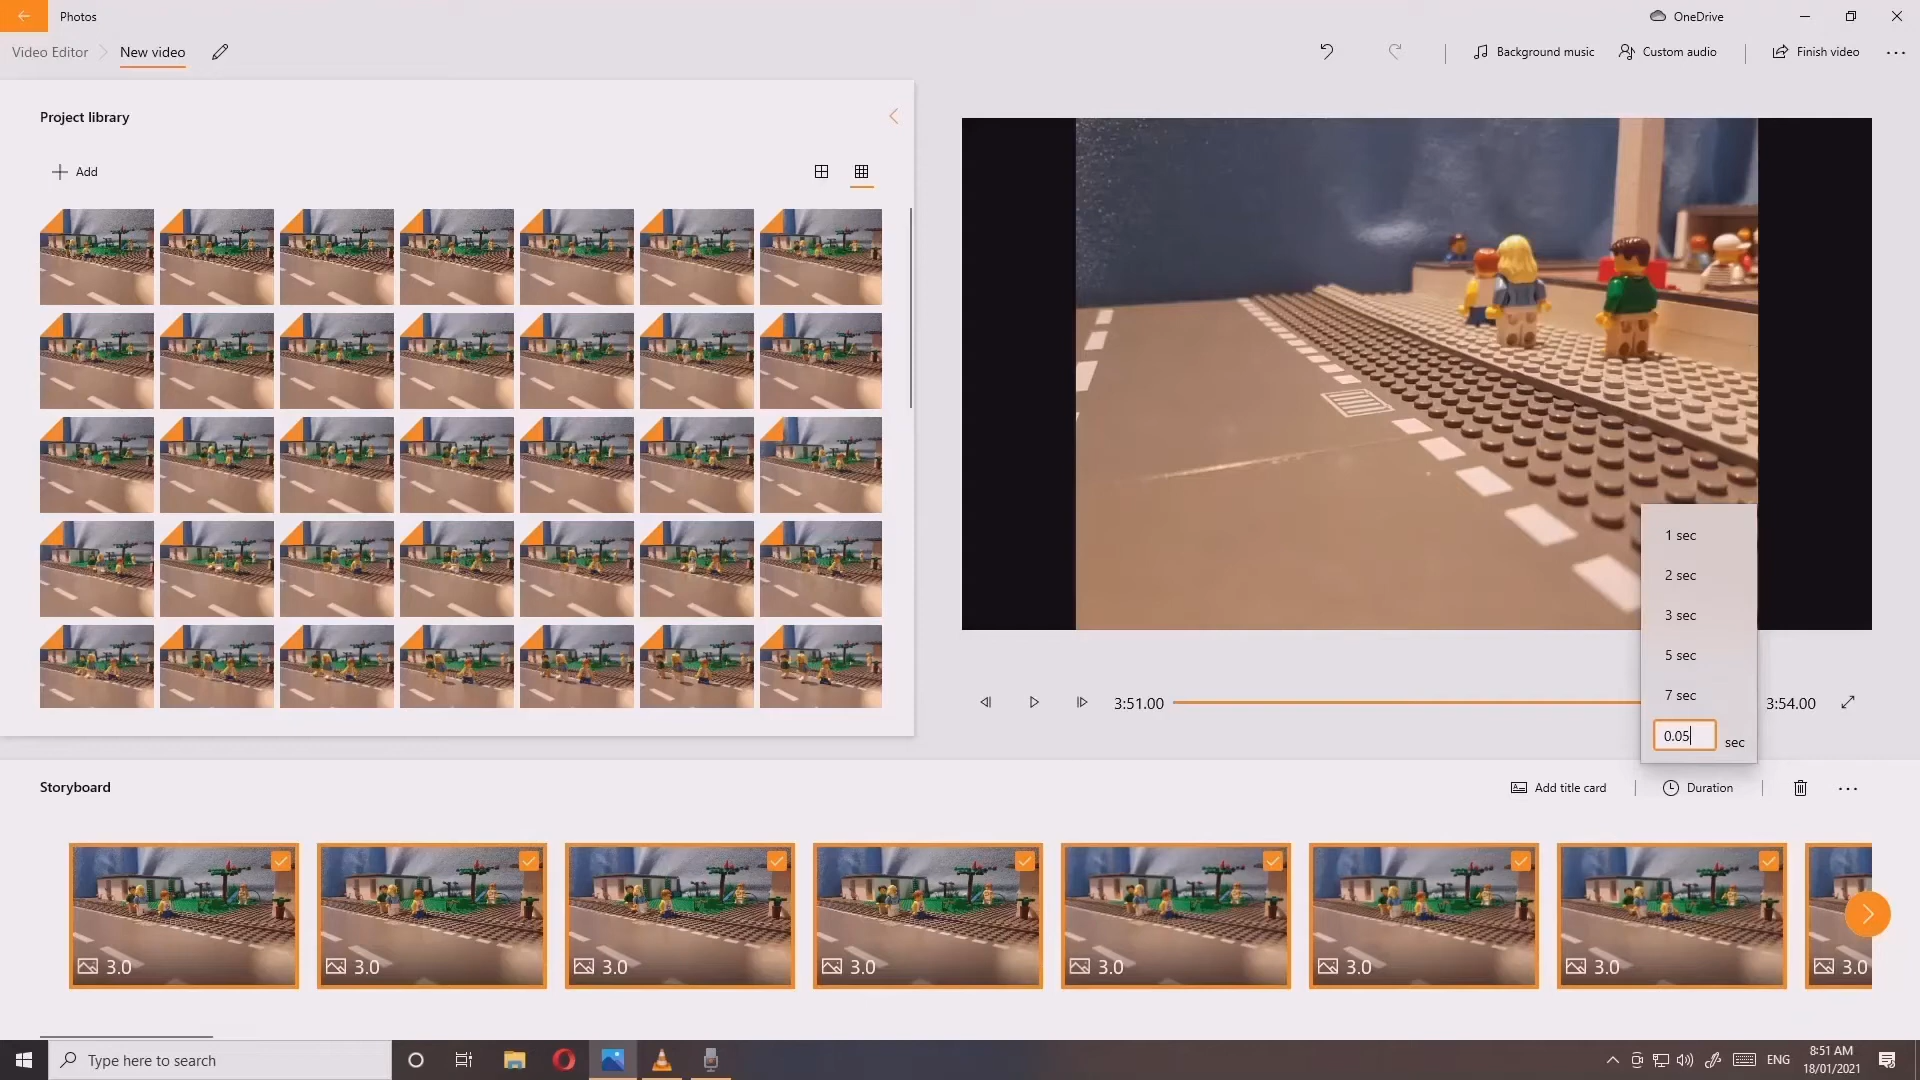 Photos
OneDrive
Video Editor
New video
Background music
Custom audio
Finish video
Project library
Add
1 sec
2 sec
3 sec
5 sec
7 sec
0.05 sec
3:51.00
3:54.00
Storyboard
Add title card
Duration
3.0
3.0
3.0
3.0
3.0
3.0
3.0
3.0
Type here to search
ENG
8:51 AM
18/01/2021